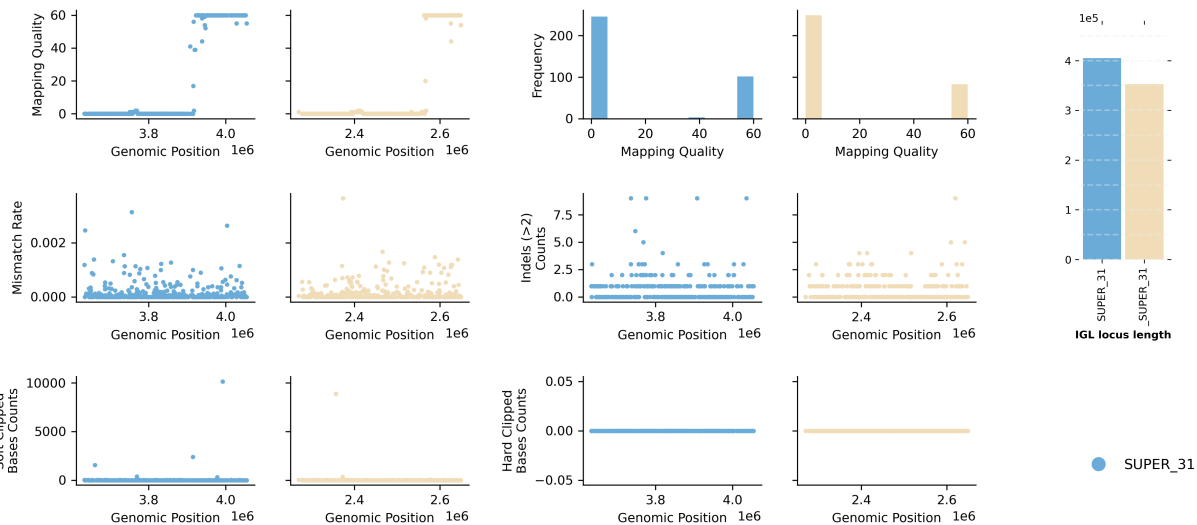 60
40
20
0
Mapping Quality
3.8
4.0
Genomic Position 1e6
2.4
2.6
Genomic Position 1e6
200
100
0
Frequency
0
20
40
60
Mapping Quality
0
20
40
60
Mapping Quality
1e5
4
3
2
1
0
SUPER_31
_SUPER_31
IGL locus length
0.002
0.000
Mismatch Rate
3.8
4.0
Genomic Position 1e6
2.4
2.6
Genomic Position 1e6
7.5
5.0
2.5
0.0
Indels (>2)
Counts
3.8
4.0
Genomic Position 1e6
2.4
2.6
Genomic Position 1e6
10000
5000
0
Bases Counts
3.8
4.0
Genomic Position 1e6
2.4
2.6
Genomic Position 1e6
0.05
0.00
−0.05
Hard Clipped
Bases Counts
3.8
4.0
Genomic Position 1e6
2.4
2.6
Genomic Position 1e6
SUPER_31